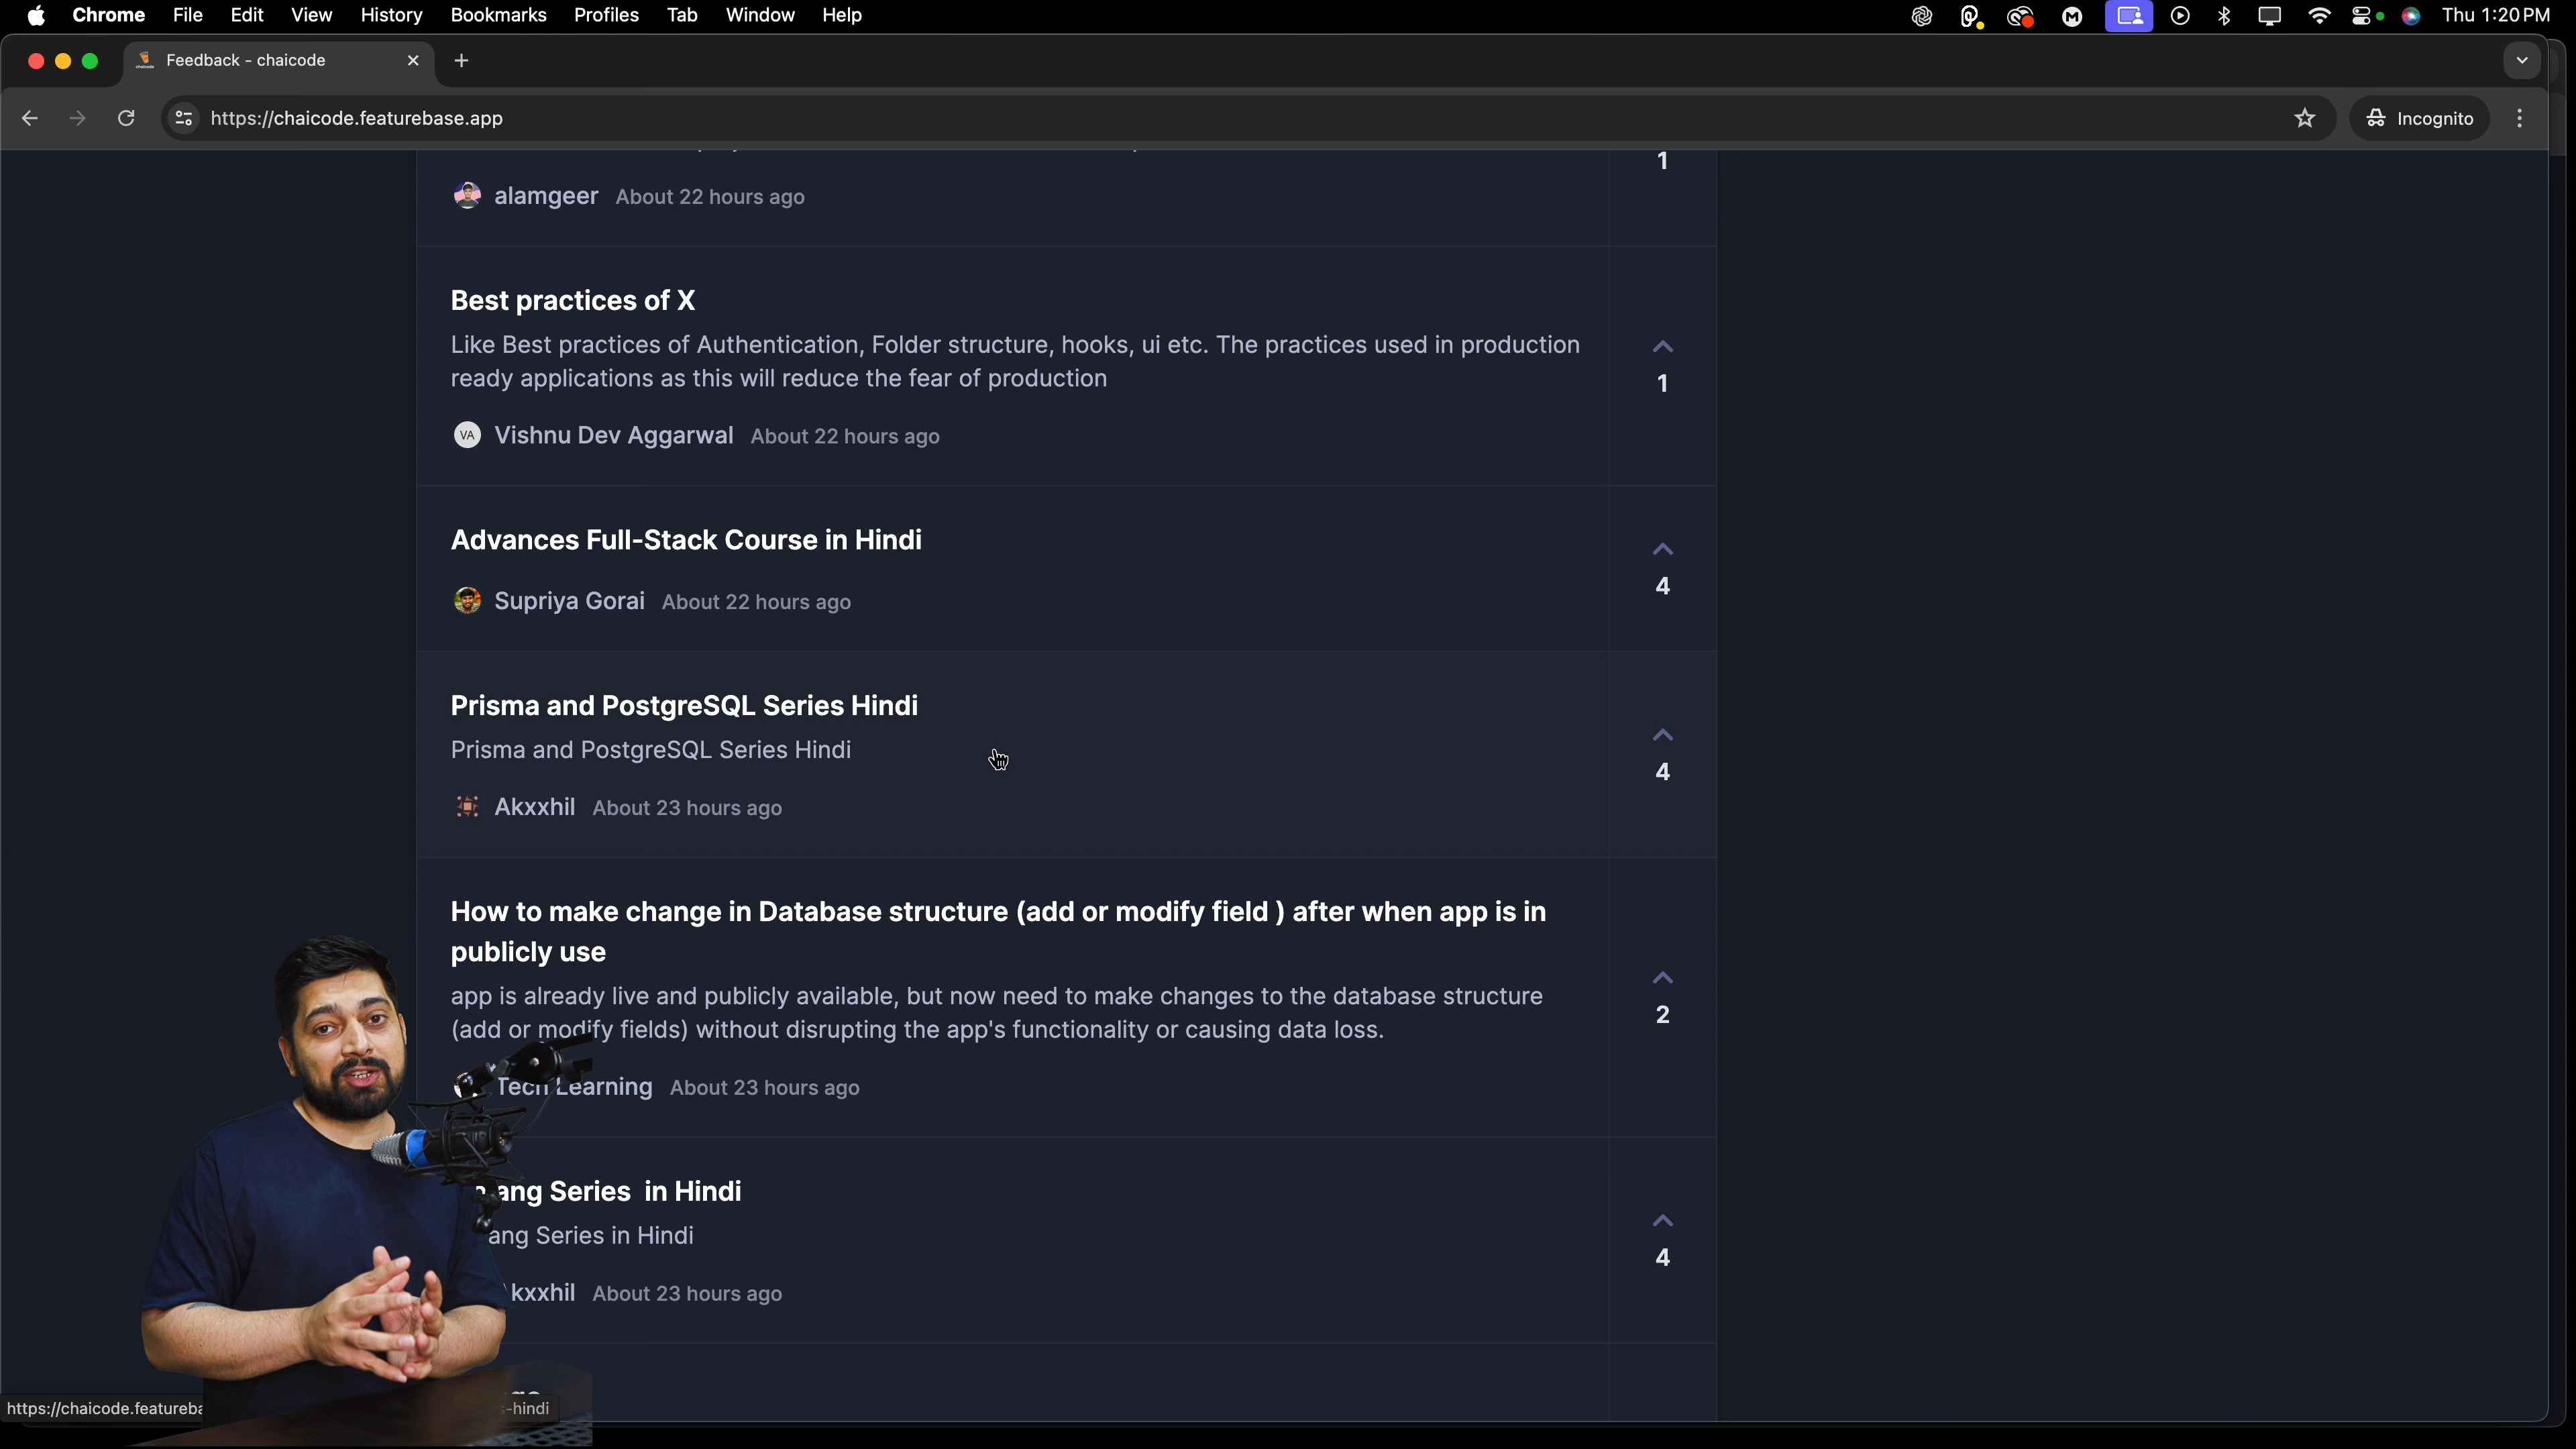 Chrome File Edit View History Bookmarks Profiles Tab Window Help Thu 1:20 PM
Feedback - chaicode
https://chaicode.featurebase.app Incognito
1
alamgeer About 22 hours ago
Best practices of X
Like Best practices of Authentication, Folder structure, hooks, ui etc. The practices used in production
ready applications as this will reduce the fear of production
1
VA Vishnu Dev Aggarwal About 22 hours ago
Advances Full-Stack Course in Hindi
4
Supriya Gorai About 22 hours ago
Prisma and PostgreSQL Series Hindi
Prisma and PostgreSQL Series Hindi
4
Akxxhil About 23 hours ago
How to make change in Database structure (add or modify field ) after when app is in
publicly use
app is already live and publicly available, but now need to make changes to the database structure
(add or modify fields) without disrupting the app's functionality or causing data loss.
2
Tech Learning About 23 hours ago
ang Series in Hindi
ang Series in Hindi
4
kxxhil About 23 hours ago
https://chaicode.featureba -hindi